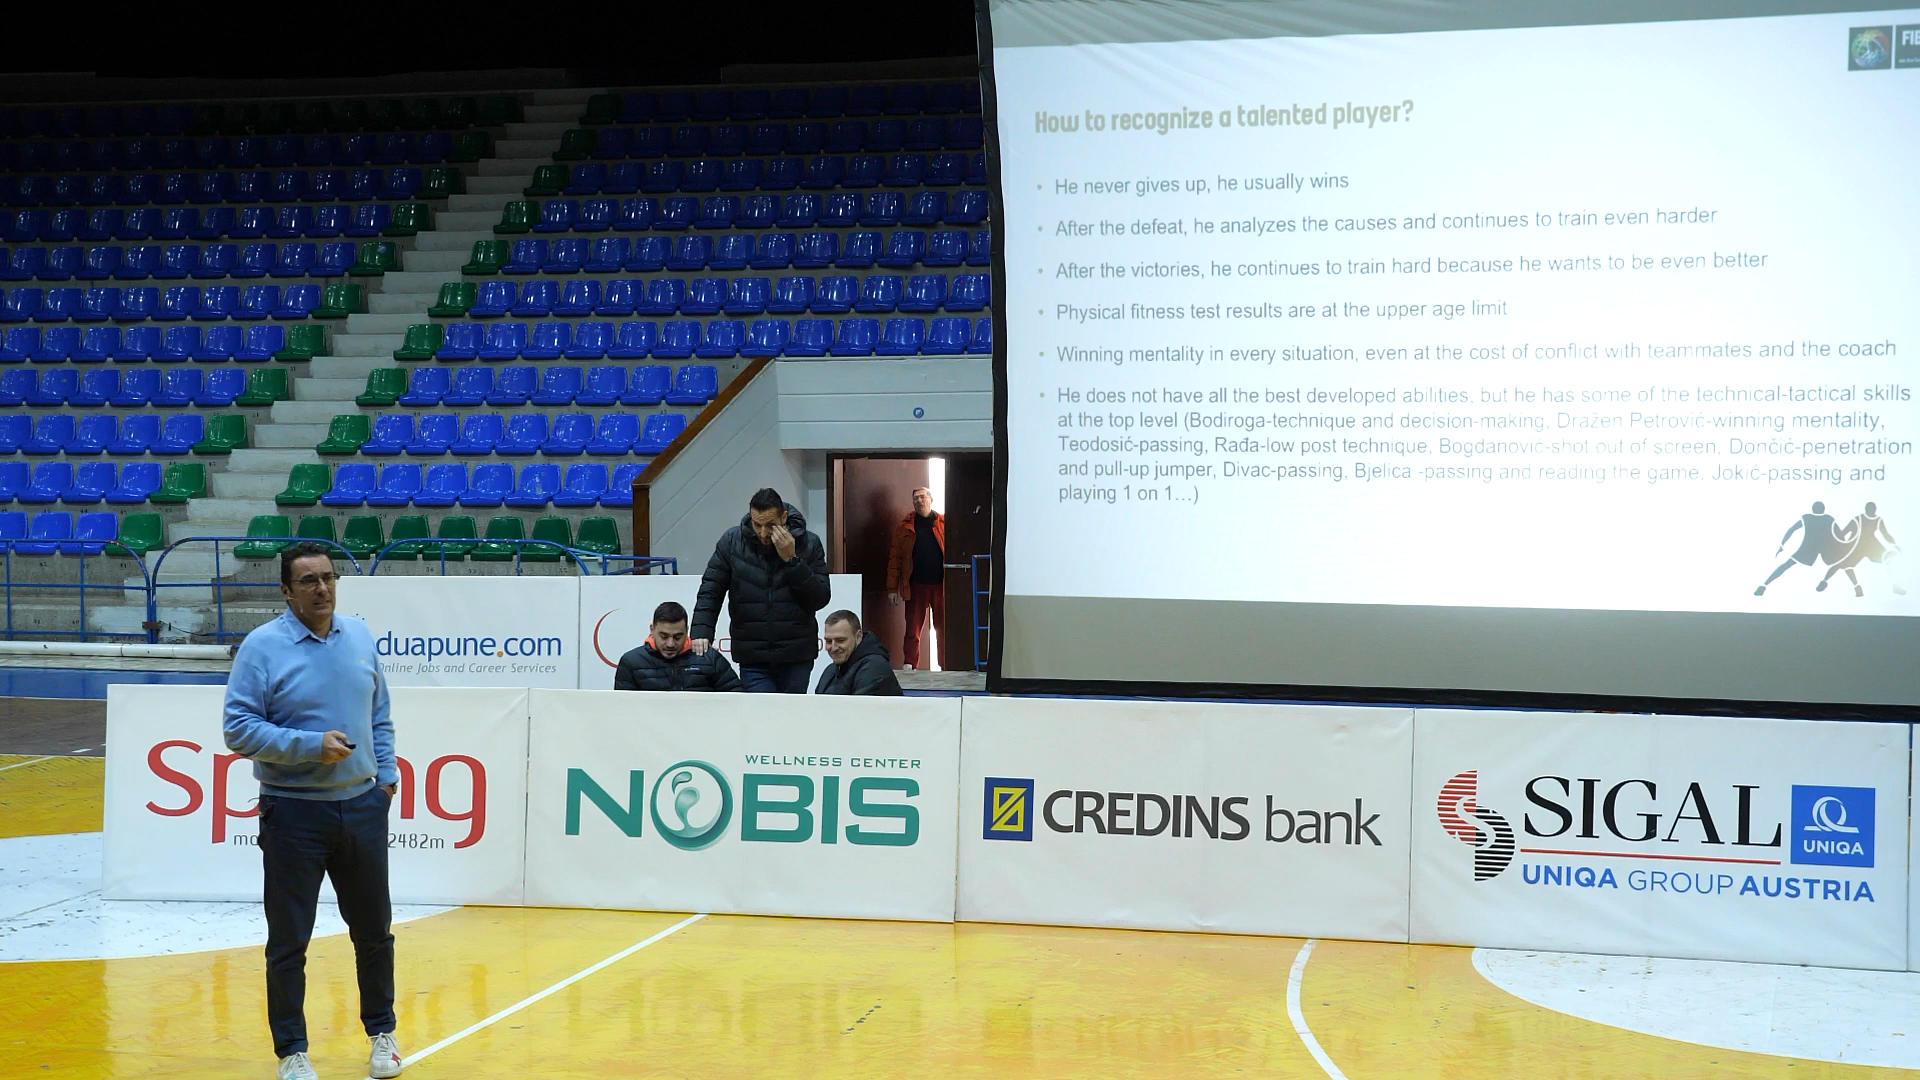 FIB
How to recognize a talented player?
• He never gives up, he usually wins
• After the defeat, he analyzes the causes and continues to train even harder
• After the victories, he continues to train hard because he wants to be even better
• Physical fitness test results are at the upper age limit
• Winning mentality in every situation, even at the cost of conflict with teammates and the coach
• He does not have all the best developed abilities, but he has some of the technical-tactical skills
at the top level (Bodiroga-technique and decision-making, Dražen Petrović-winning mentality,
Teodosić-passing, Rađa-low post technique, Bogdanović-shot out of screen, Dončić-penetration
and pull-up jumper, Divac-passing, Bjelica -passing and reading the game, Jokić-passing and
playing 1 on 1...)
duapune.com
Online Jobs and Career Services
Sp ng
mo 2482m
WELLNESS CENTER
NOBIS
CREDINS bank
SIGAL
UNIQA
UNIQA GROUP AUSTRIA